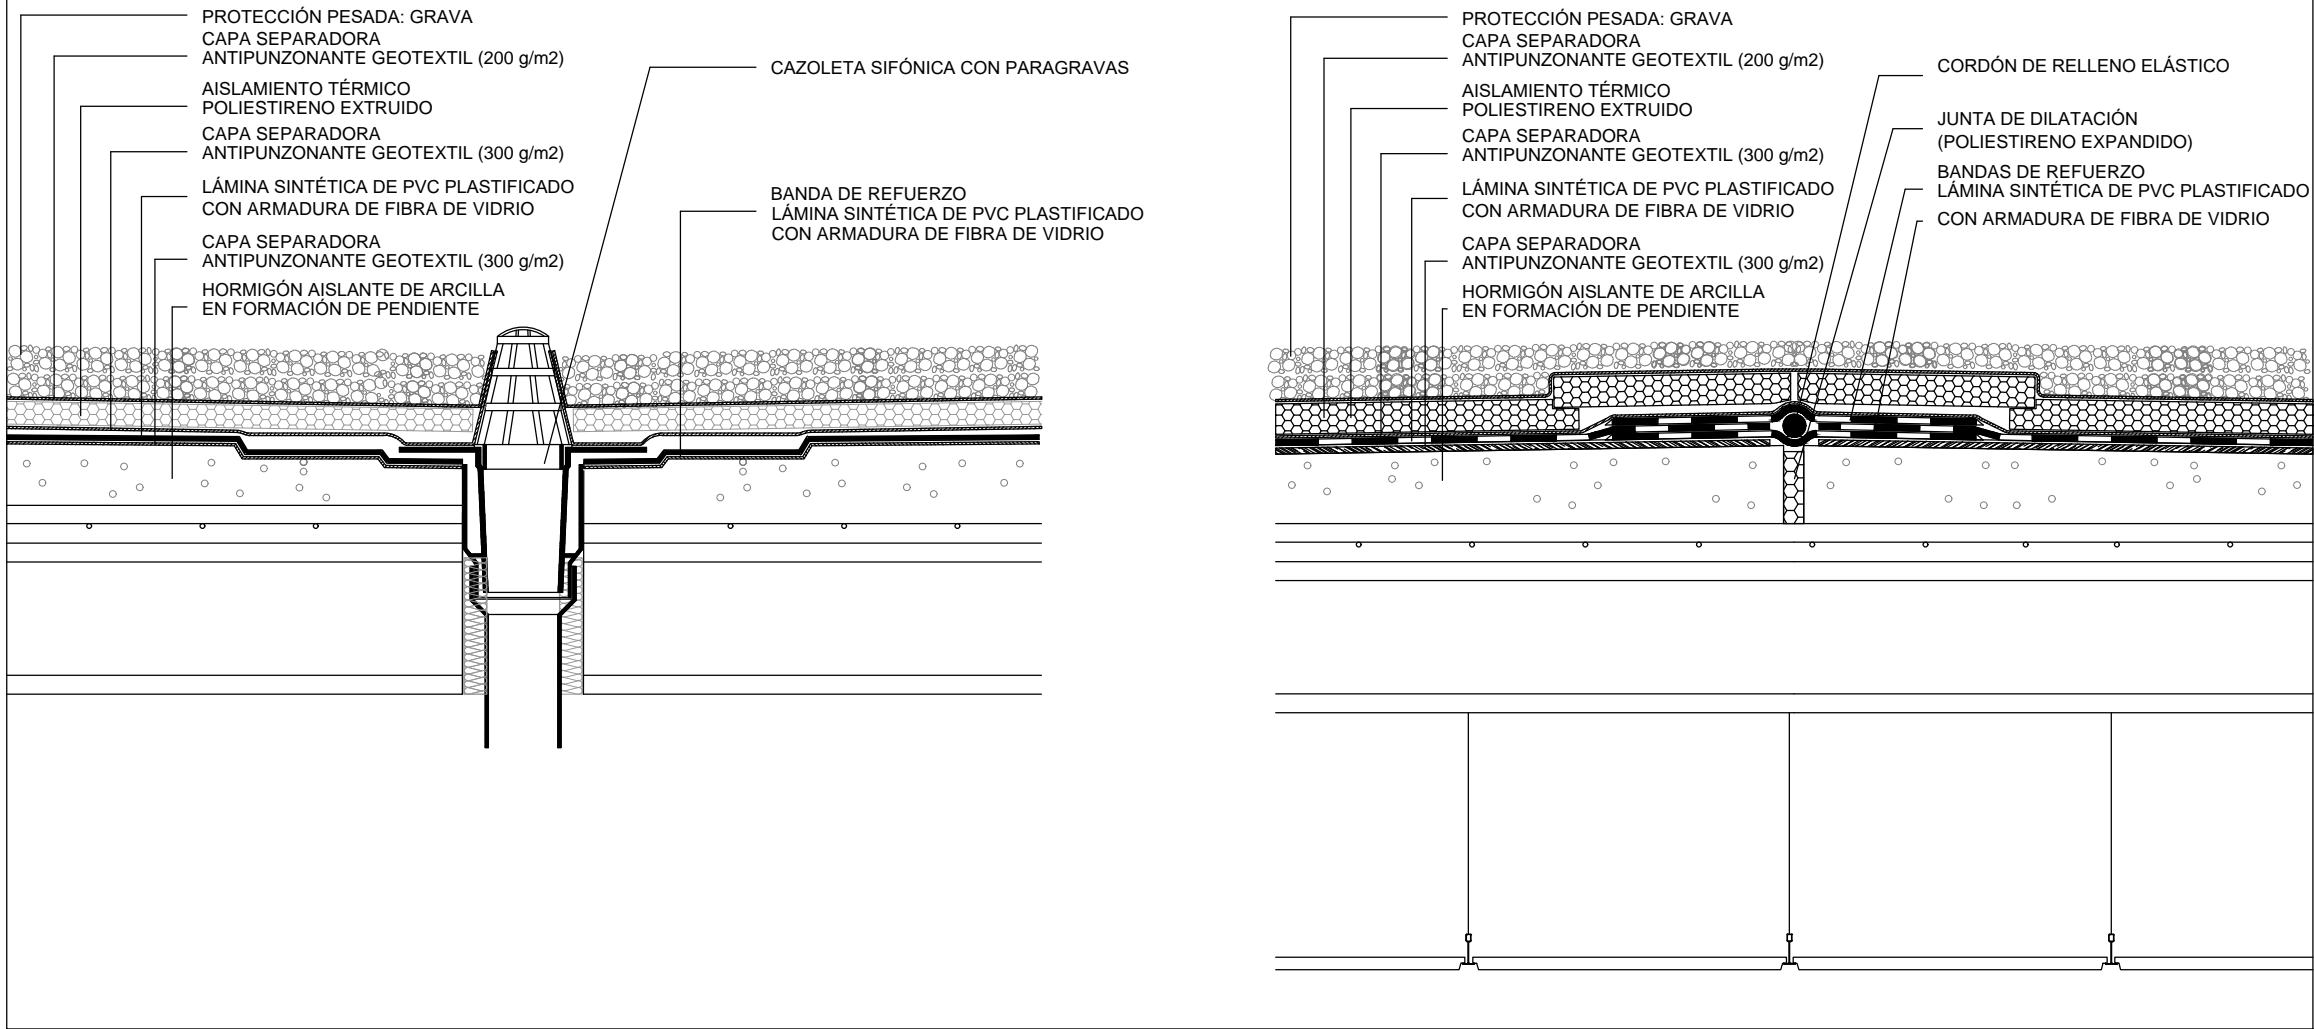 PROTECCIÓN PESADA: GRAVA
CAPA SEPARADORA
ANTIPUNZONANTE GEOTEXTIL (200 g/m2)
AISLAMIENTO TÉRMICO
POLIESTIRENO EXTRUIDO
CAPA SEPARADORA
ANTIPUNZONANTE GEOTEXTIL (300 g/m2)
LÁMINA SINTÉTICA DE PVC PLASTIFICADO
CON ARMADURA DE FIBRA DE VIDRIO
CAPA SEPARADORA
ANTIPUNZONANTE GEOTEXTIL (300 g/m2)
HORMIGÓN AISLANTE DE ARCILLA
EN FORMACIÓN DE PENDIENTE
CAZOLETA SIFÓNICA CON PARAGRAVAS
BANDA DE REFUERZO
LÁMINA SINTÉTICA DE PVC PLASTIFICADO
CON ARMADURA DE FIBRA DE VIDRIO
PROTECCIÓN PESADA: GRAVA
CAPA SEPARADORA
ANTIPUNZONANTE GEOTEXTIL (200 g/m2)
AISLAMIENTO TÉRMICO
POLIESTIRENO EXTRUIDO
CAPA SEPARADORA
ANTIPUNZONANTE GEOTEXTIL (300 g/m2)
LÁMINA SINTÉTICA DE PVC PLASTIFICADO
CON ARMADURA DE FIBRA DE VIDRIO
CAPA SEPARADORA
ANTIPUNZONANTE GEOTEXTIL (300 g/m2)
HORMIGÓN AISLANTE DE ARCILLA
EN FORMACIÓN DE PENDIENTE
CORDÓN DE RELLENO ELÁSTICO
JUNTA DE DILATACIÓN
(POLIESTIRENO EXPANDIDO)
BANDAS DE REFUERZO
LÁMINA SINTÉTICA DE PVC PLASTIFICADO
CON ARMADURA DE FIBRA DE VIDRIO